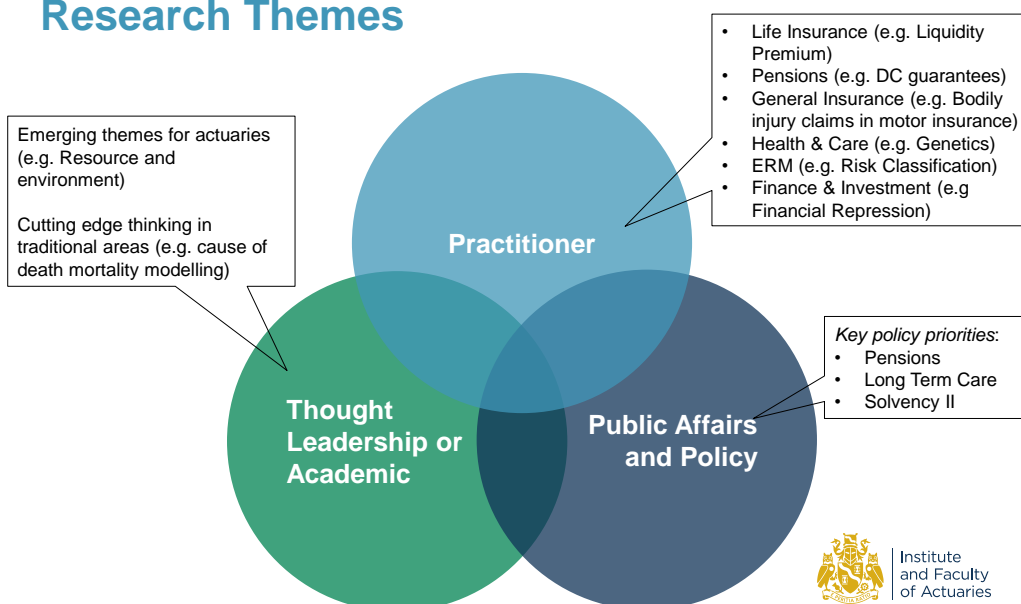 Research Themes
• Life Insurance (e.g. Liquidity
Premium)
• Pensions (e.g. DC guarantees)
• General Insurance (e.g. Bodily
injury claims in motor insurance)
• Health & Care (e.g. Genetics)
• ERM (e.g. Risk Classification)
• Finance & Investment (e.g
Financial Repression)
Emerging themes for actuaries
(e.g. Resource and
environment)
Cutting edge thinking in
traditional areas (e.g. cause of
death mortality modelling)
Practitioner
Key policy priorities:
• Pensions
• Long Term Care
• Solvency II
Thought
Leadership or
Academic
Public Affairs
and Policy
Institute
and Faculty
of Actuaries